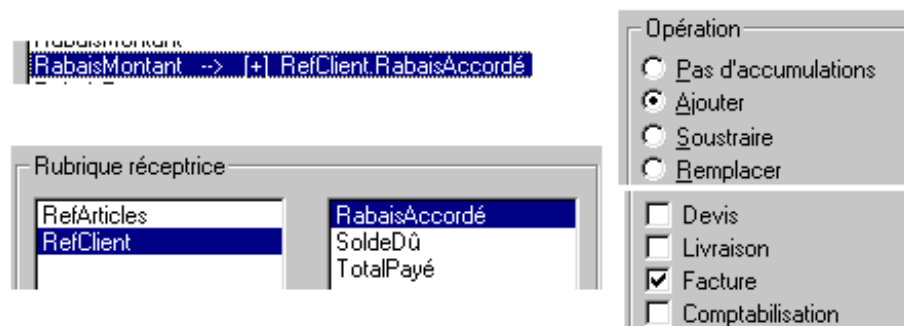 RabaisMontant --> [+] RefClient.RabaisAccordé
Rubrique réceptrice
RefArticles
RefClient
RabaisAccordé
SoldeDû
TotalPayé
Opération
Pas d'accumulations
Ajouter
Soustraire
Remplacer
Devis
Livraison
Facture
Comptabilisation